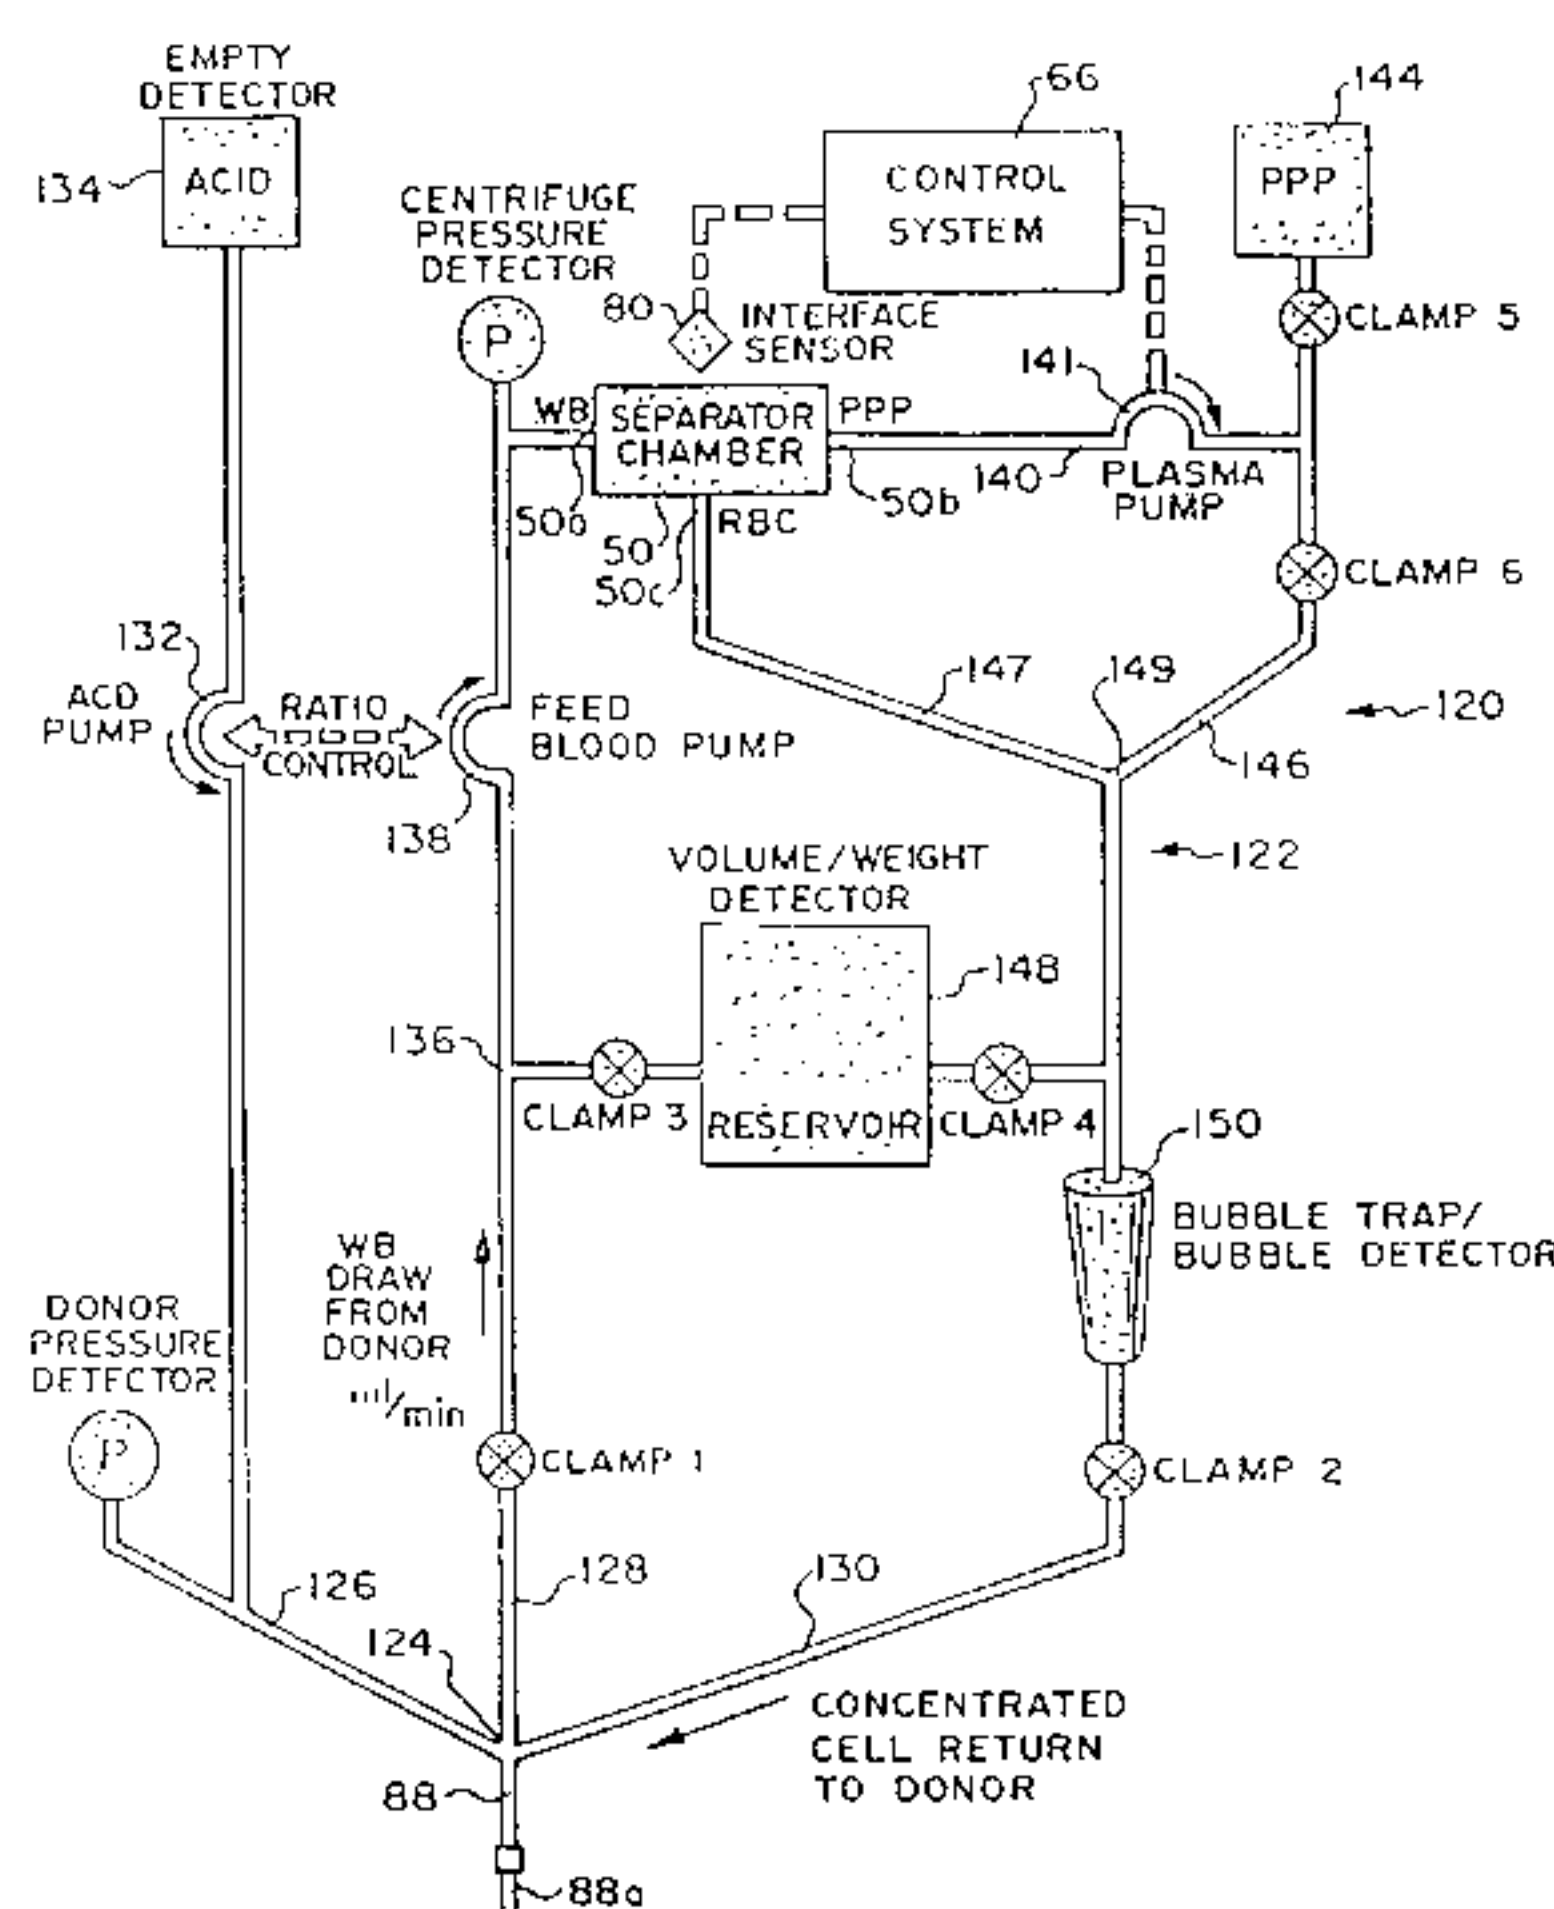 EMPTY
DETECTOR
ACID
134
CENTRIFUGE
PRESSURE
DETECTOR
P
66
CONTROL
SYSTEM
144
PPP
CLAMP 5
80
INTERFACE
SENSOR
141
WB
SEPARATOR
CHAMBER
PPP
50a
50
50c
RBC
50b
140
PLASMA
PUMP
CLAMP 6
132
ACD
PUMP
RATIO
CONTROL
FEED
BLOOD PUMP
138
147
149
120
146
122
VOLUME/WEIGHT
DETECTOR
148
136
CLAMP 3
RESERVOIR
CLAMP 4
150
BUBBLE TRAP/
BUBBLE DETECTOR
WB
DRAW
FROM
DONOR
ml/min
DONOR
PRESSURE
DETECTOR
P
CLAMP 1
CLAMP 2
126
128
130
124
CONCENTRATED
CELL RETURN
TO DONOR
88
88a